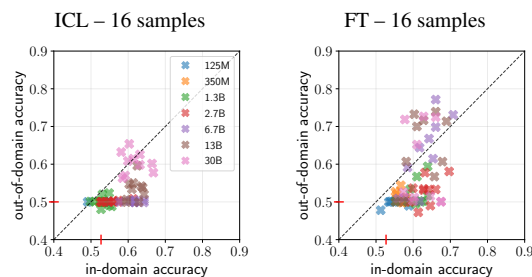 ICL – 16 samples
FT – 16 samples
out-of-domain accuracy
0.9
0.8
0.7
0.6
0.5
0.4
0.4 0.5 0.6 0.7 0.8 0.9
in-domain accuracy
125M
350M
1.3B
2.7B
6.7B
13B
30B
out-of-domain accuracy
0.9
0.8
0.7
0.6
0.5
0.4
0.4 0.5 0.6 0.7 0.8 0.9
in-domain accuracy